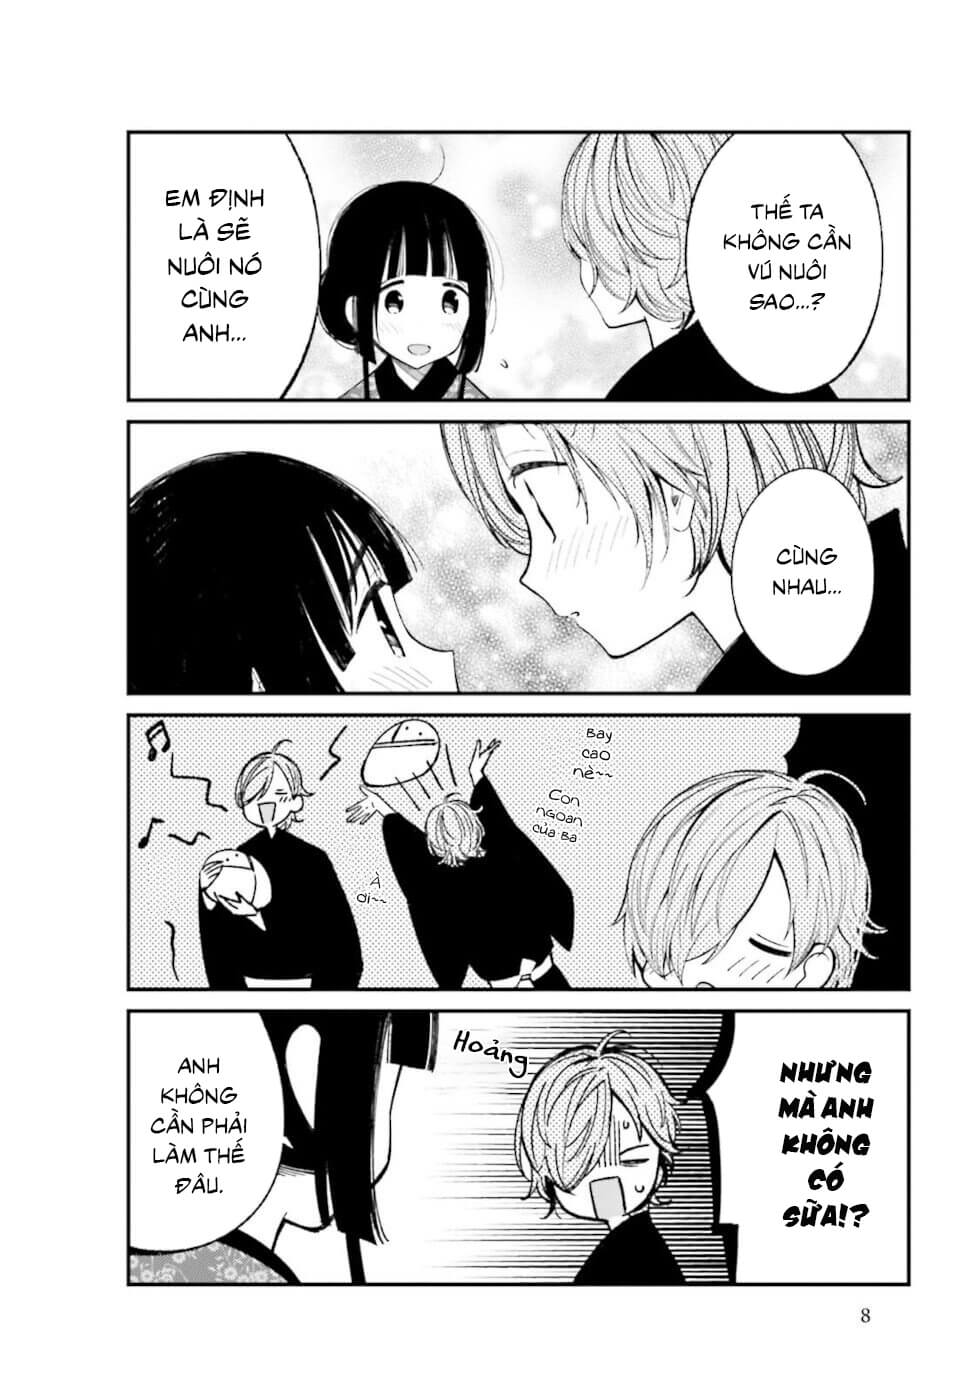 THẾ TA
KHÔNG CẦN
VÚ NUÔI
SAO...?
EM ĐỊNH
LÀ SẼ
NUÔI NÓ
CÙNG
ANH...
CÙNG
NHAU...
Bay
cao
nè~~
Con
ngoan
của ba
À
ơi~~
NHƯNG
MÀ ANH
KHÔNG
CÓ
SỮA!?
Hoảng
ANH
KHÔNG
CẦN PHẢI
LÀM THẾ
ĐÂU.
8